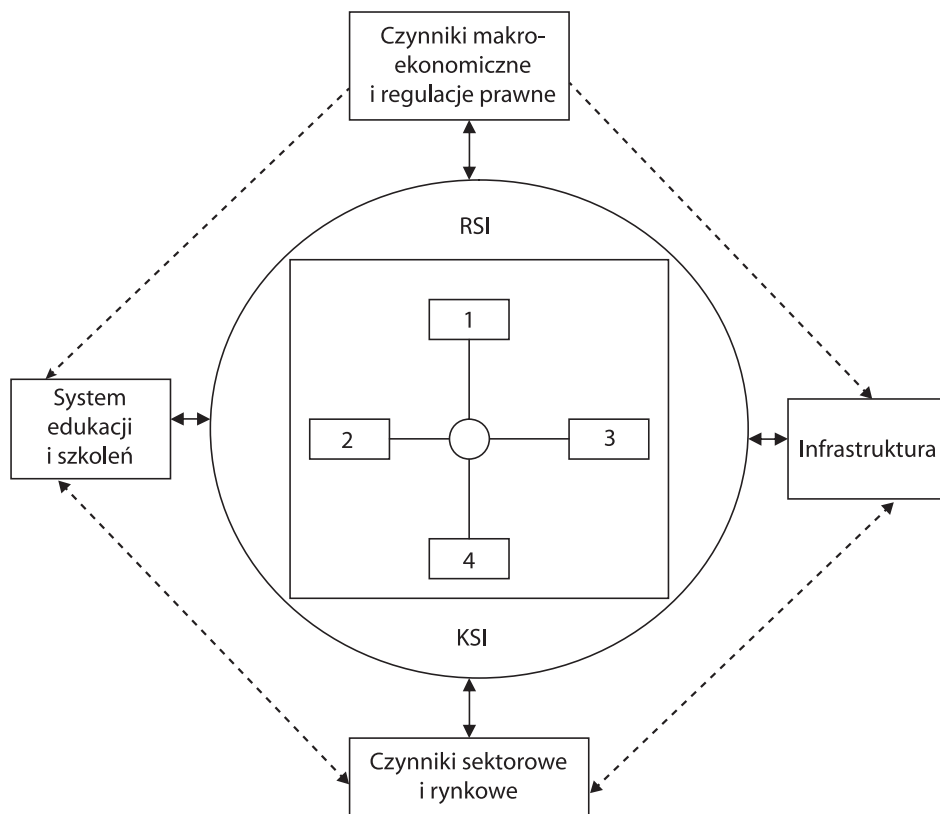 Czynniki makro-
ekonomiczne
i regulacje prawne
RSI
1
System
edukacji
i szkoleń
2
3
Infrastruktura
4
KSI
Czynniki sektorowe
i rynkowe